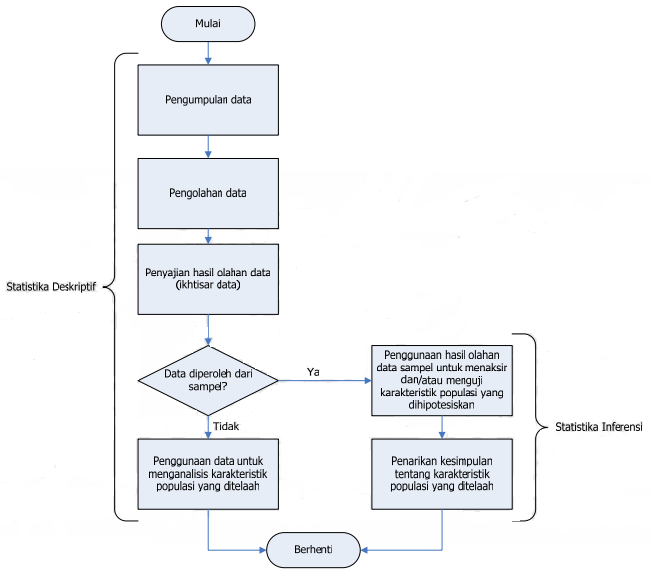 Mulai
Pengumpulan data
Pengolahan data
Penyajian hasil olahan data
(ikhtisar data)
Statistika Deskriptif
Data diperoleh dari
sampel?
Ya
Penggunaan hasil olahan
data sampel untuk menaksir
dan/atau menguji
karakteristik populasi yang
dihipotesiskan
Statistika Inferensi
Tidak
Penggunaan data untuk
menganalisis karakteristik
populasi yang ditelaah
Penarikan kesimpulan
tentang karakteristik
populasi yang ditelaah
Berhenti